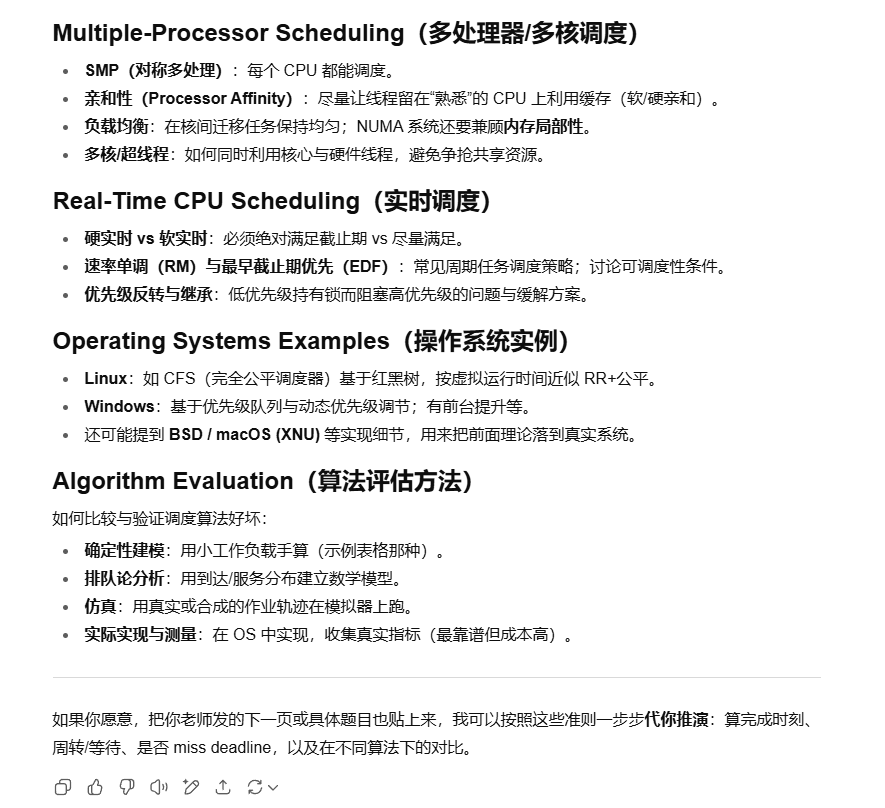 Multiple-Processor Scheduling（多处理器/多核调度）
SMP（对称多处理）：每个 CPU 都能调度。
亲和性（Processor Affinity）：尽量让线程留在“熟悉”的 CPU 上利用缓存（软/硬亲和）。
负载均衡：在核间迁移任务保持均匀；NUMA 系统还要兼顾内存局部性。
多核/超线程：如何同时利用核心与硬件线程，避免争抢共享资源。
Real-Time CPU Scheduling（实时调度）
硬实时 vs 软实时：必须绝对满足截止期 vs 尽量满足。
速率单调（RM）与最早截止期优先（EDF）：常见周期任务调度策略；讨论可调度性条件。
优先级反转与继承：低优先级持有锁而阻塞高优先级的问题与缓解方案。
Operating Systems Examples（操作系统实例）
Linux：如 CFS（完全公平调度器）基于红黑树，按虚拟运行时间近似 RR+公平。
Windows：基于优先级队列与动态优先级调节；有前台提升等。
还可能提到 BSD / macOS (XNU) 等实现细节，用来把前面理论落到真实系统。
Algorithm Evaluation（算法评估方法）
如何比较与验证调度算法好坏：
确定性建模：用小工作负载手算（示例表格那种）。
排队论分析：用到达/服务分布建立数学模型。
仿真：用真实或合成的作业轨迹在模拟器上跑。
实际实现与测量：在 OS 中实现，收集真实指标（最靠谱但成本高）。
如果你愿意，把你老师发的下一页或具体题目也贴上来，我可以按照这些准则一步步代你推演：算完成时刻、
周转/等待、是否 miss deadline，以及在不同算法下的对比。